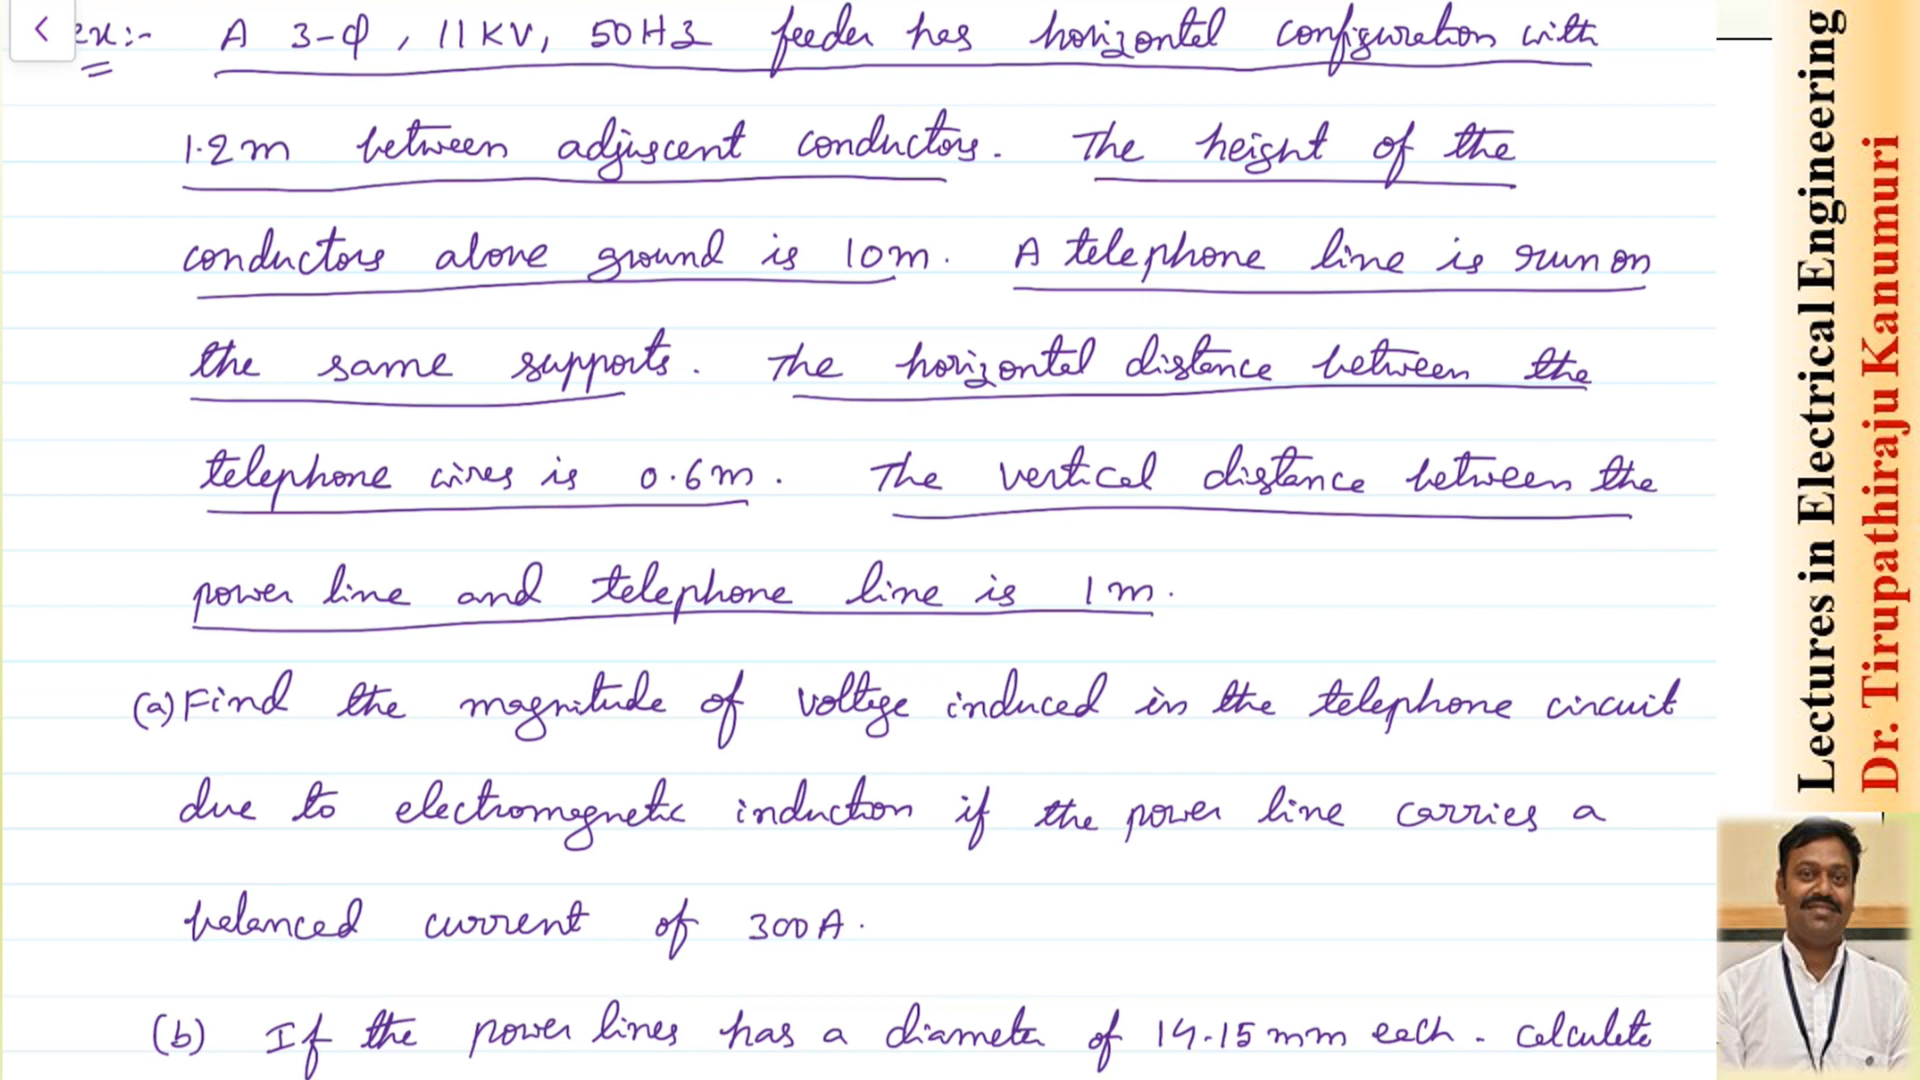 ex:- A 3-φ, 11KV, 50Hz feeder has horizontal configuration with
1.2m between adjuscent conductors. The height of the
conductors above ground is 10m. A telephone line is run on
the same supports. The horizontal distance between the
telephone wires is 0.6m. The vertical distance between the
power line and telephone line is 1m.
(a) Find the magnitude of voltage induced in the telephone circuit
due to electromagnetic induction if the power line carries a
balanced current of 300A.
(b) If the power lines has a diameter of 14.15mm each. Calculate
Lectures in Electrical Engineering
Dr. Tirupathiraju Kanumuri